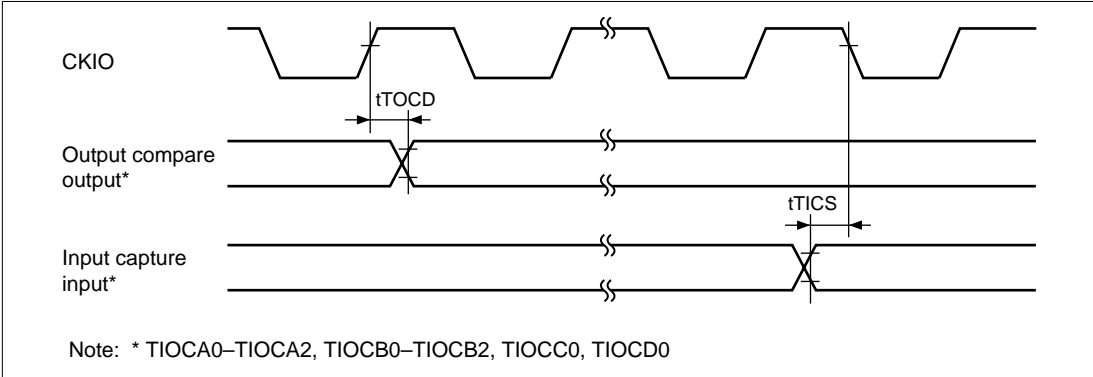 CKIO
tTOCD
Output compare
output*
tTICS
Input capture
input*
Note: * TIOCA0–TIOCA2, TIOCB0–TIOCB2, TIOCC0, TIOCD0